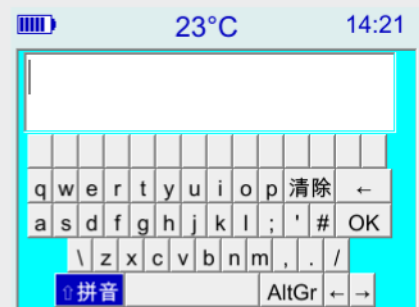 23°C 14:21
q w e r t y u i o p 清除 ←
a s d f g h j k l ; ' # OK
\ z x c v b n m , . /
⇧拼音 AltGr ← →